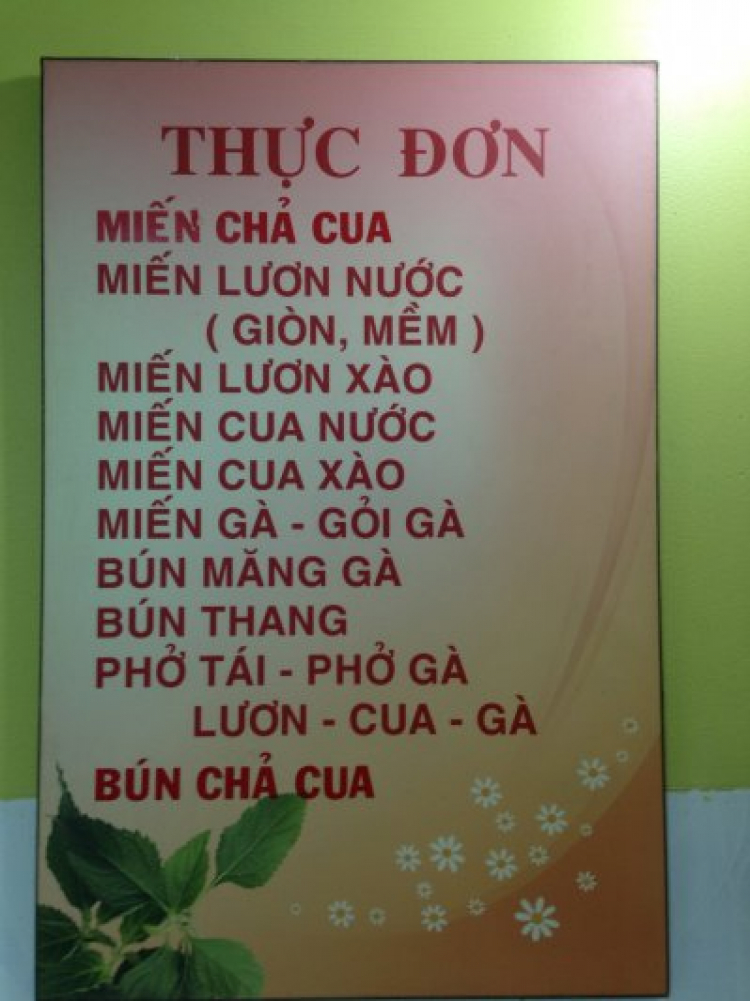 THỰC ĐƠN
MIẾN CHẢ CUA
MIẾN LƯƠN NƯỚC
( GIÒN, MỀM )
MIẾN LƯƠN XÀO
MIẾN CUA NƯỚC
MIẾN CUA XÀO
MIẾN GÀ - GỎI GÀ
BÚN MĂNG GÀ
BÚN THANG
PHỞ TÁI - PHỞ GÀ
LƯƠN - CUA - GÀ
BÚN CHẢ CUA